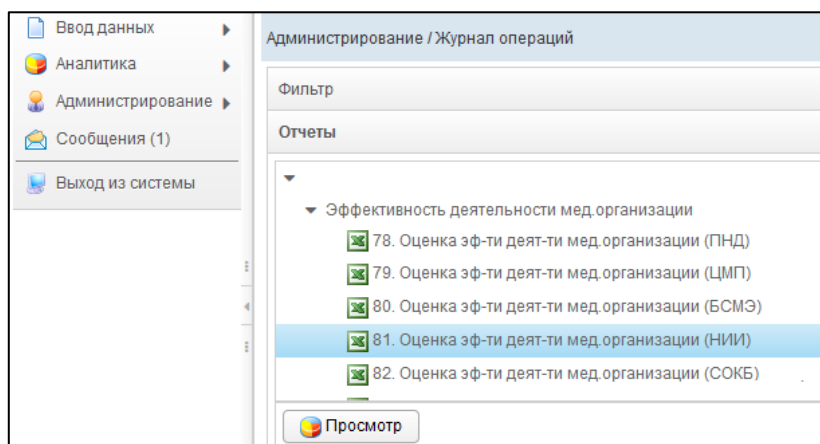 Ввод данных
Аналитика
Администрирование
Сообщения (1)
Выход из системы
Администрирование / Журнал операций
Фильтр
Отчеты
Эффективность деятельности мед.организации
78. Оценка эф-ти деят-ти мед.организации (ПНД)
79. Оценка эф-ти деят-ти мед.организации (ЦМП)
80. Оценка эф-ти деят-ти мед.организации (БСМЭ)
81. Оценка эф-ти деят-ти мед.организации (НИИ)
82. Оценка эф-ти деят-ти мед.организации (СОКБ)
Просмотр